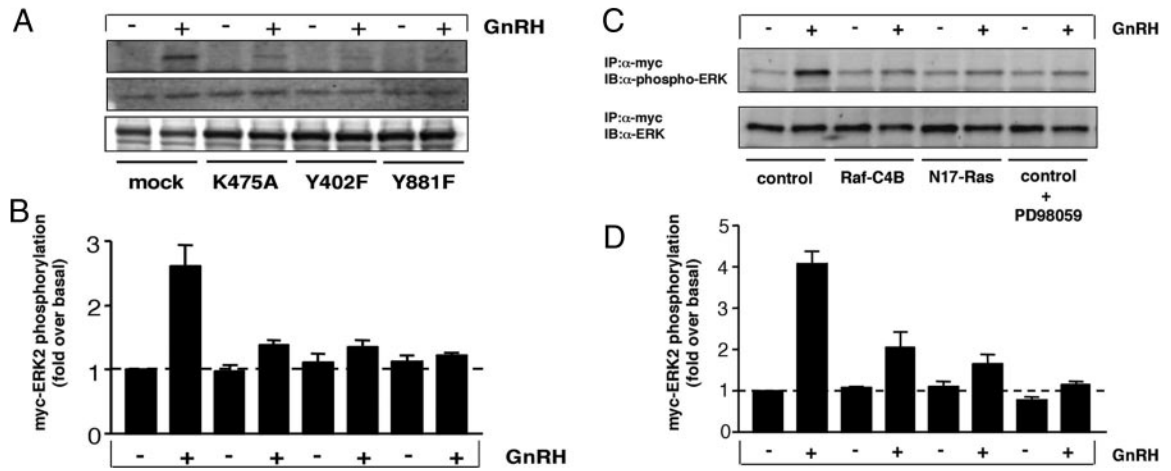 A
- + - + - + - + GnRH
mock K475A Y402F Y881F
B
myc-ERK2 phosphorylation
(fold over basal)
3
2
1
0
- + - + - + - + GnRH
C
- + - + - + - + GnRH
IP:α-myc
IB:α-phospho-ERK
IP:α-myc
IB:α-ERK
control Raf-C4B N17-Ras control
+
PD98059
D
myc-ERK2 phosphorylation
(fold over basal)
5
4
3
2
1
0
- + - + - + - + GnRH